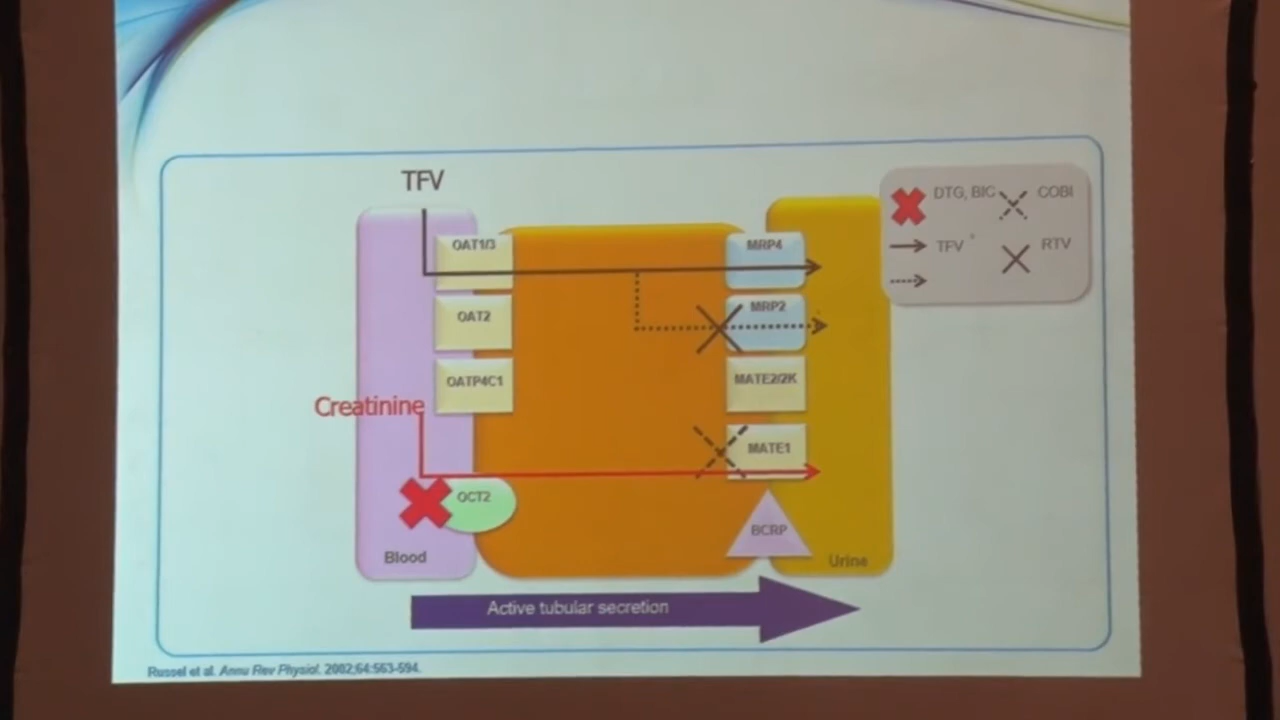 TFV
DTG, BIC
COBI
TFV
RTV
OAT1/3
MRP4
OAT2
MRP2
OATP4C1
MATE2/2K
Creatinine
MATE1
OCT2
BCRP
Blood
Urine
Active tubular secretion
Russel et al. Annu Rev Physiol. 2002;64:563-594.